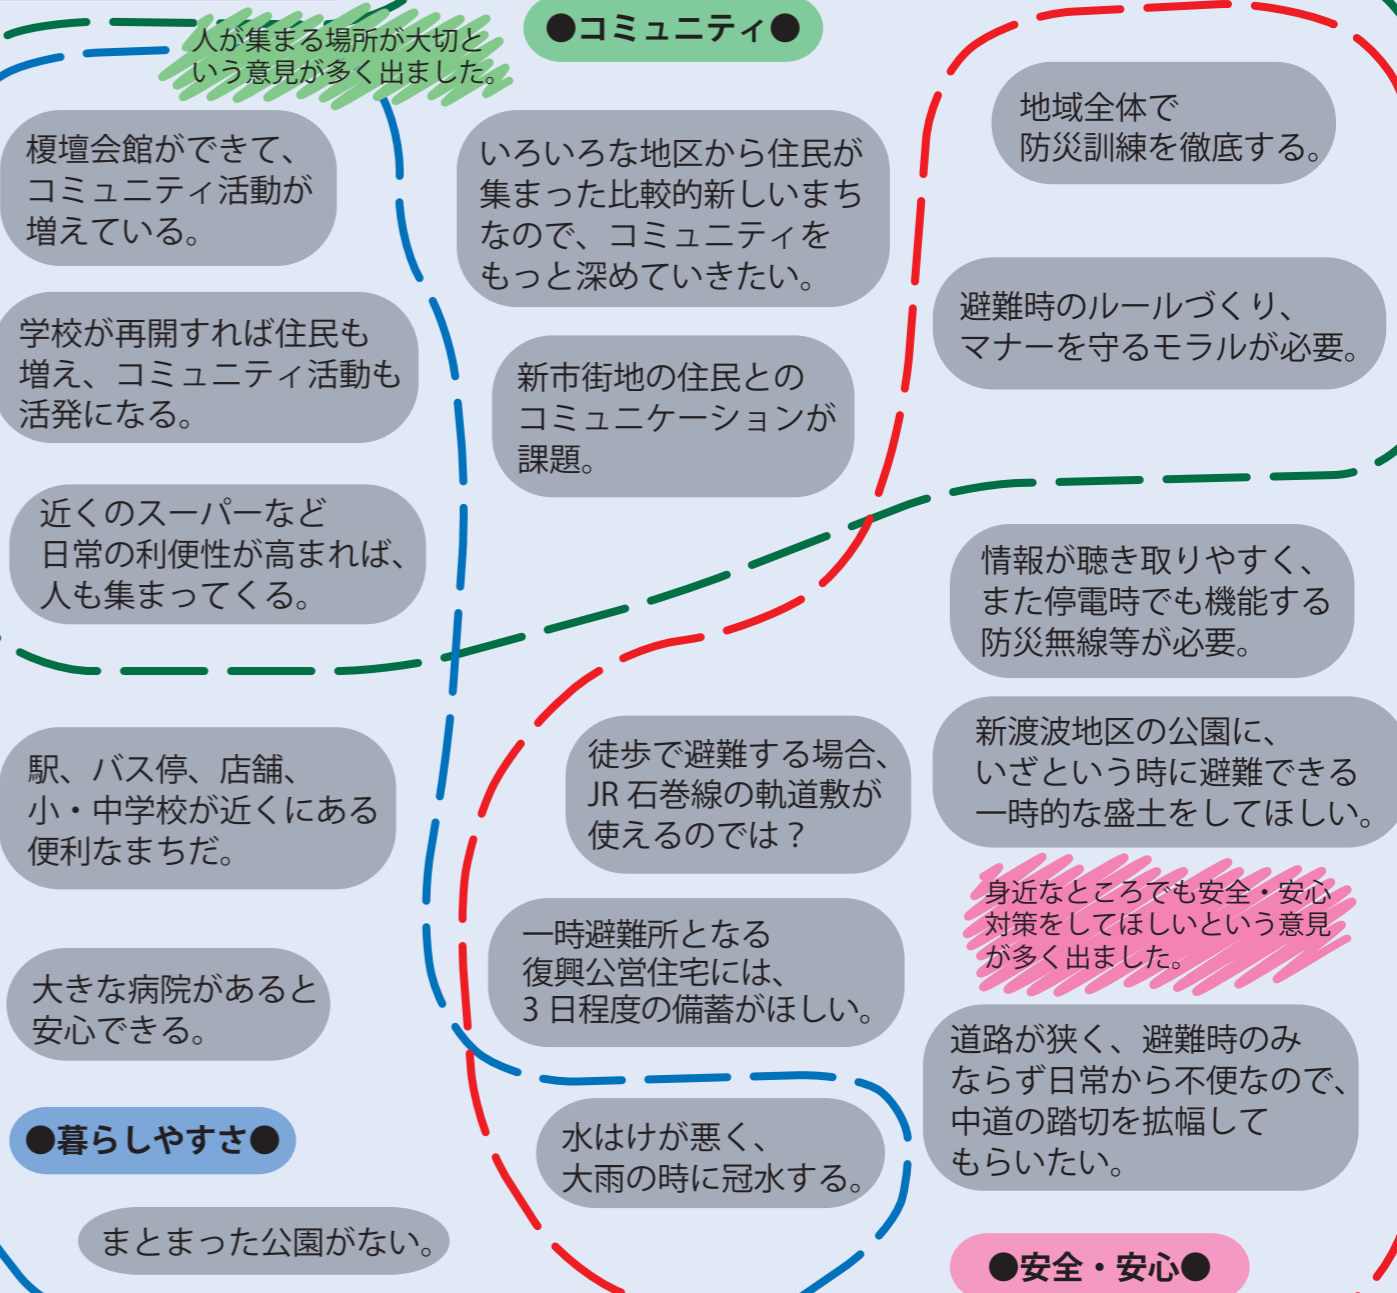 人が集まる場所が大切と
いう意見が多く出ました。
●コミュニティ●
榎壇会館ができて、
コミュニティ活動が
増えている。
いろいろな地区から住民が
集まった比較的新しいまち
なので、コミュニティを
もっと深めていきたい。
地域全体で
防災訓練を徹底する。
学校が再開すれば住民も
増え、コミュニティ活動も
活発になる。
新市街地の住民との
コミュニケーションが
課題。
避難時のルールづくり、
マナーを守るモラルが必要。
近くのスーパーなど
日常の利便性が高まれば、
人も集まってくる。
情報が聴き取りやすく、
また停電時でも機能する
防災無線等が必要。
駅、バス停、店舗、
小・中学校が近くにある
便利なまちだ。
徒歩で避難する場合、
JR 石巻線の軌道敷が
使えるのでは？
新渡波地区の公園に、
いざという時に避難できる
一時的な盛土をしてほしい。
身近なところでも安全・安心
対策をしてほしいという意見
が多く出ました。
大きな病院があると
安心できる。
一時避難所となる
復興公営住宅には、
3 日程度の備蓄がほしい。
道路が狭く、避難時のみ
ならず日常から不便なので、
中道の踏切を拡幅して
もらいたい。
●暮らしやすさ●
水はけが悪く、
大雨の時に冠水する。
まとまった公園がない。
●安全・安心●